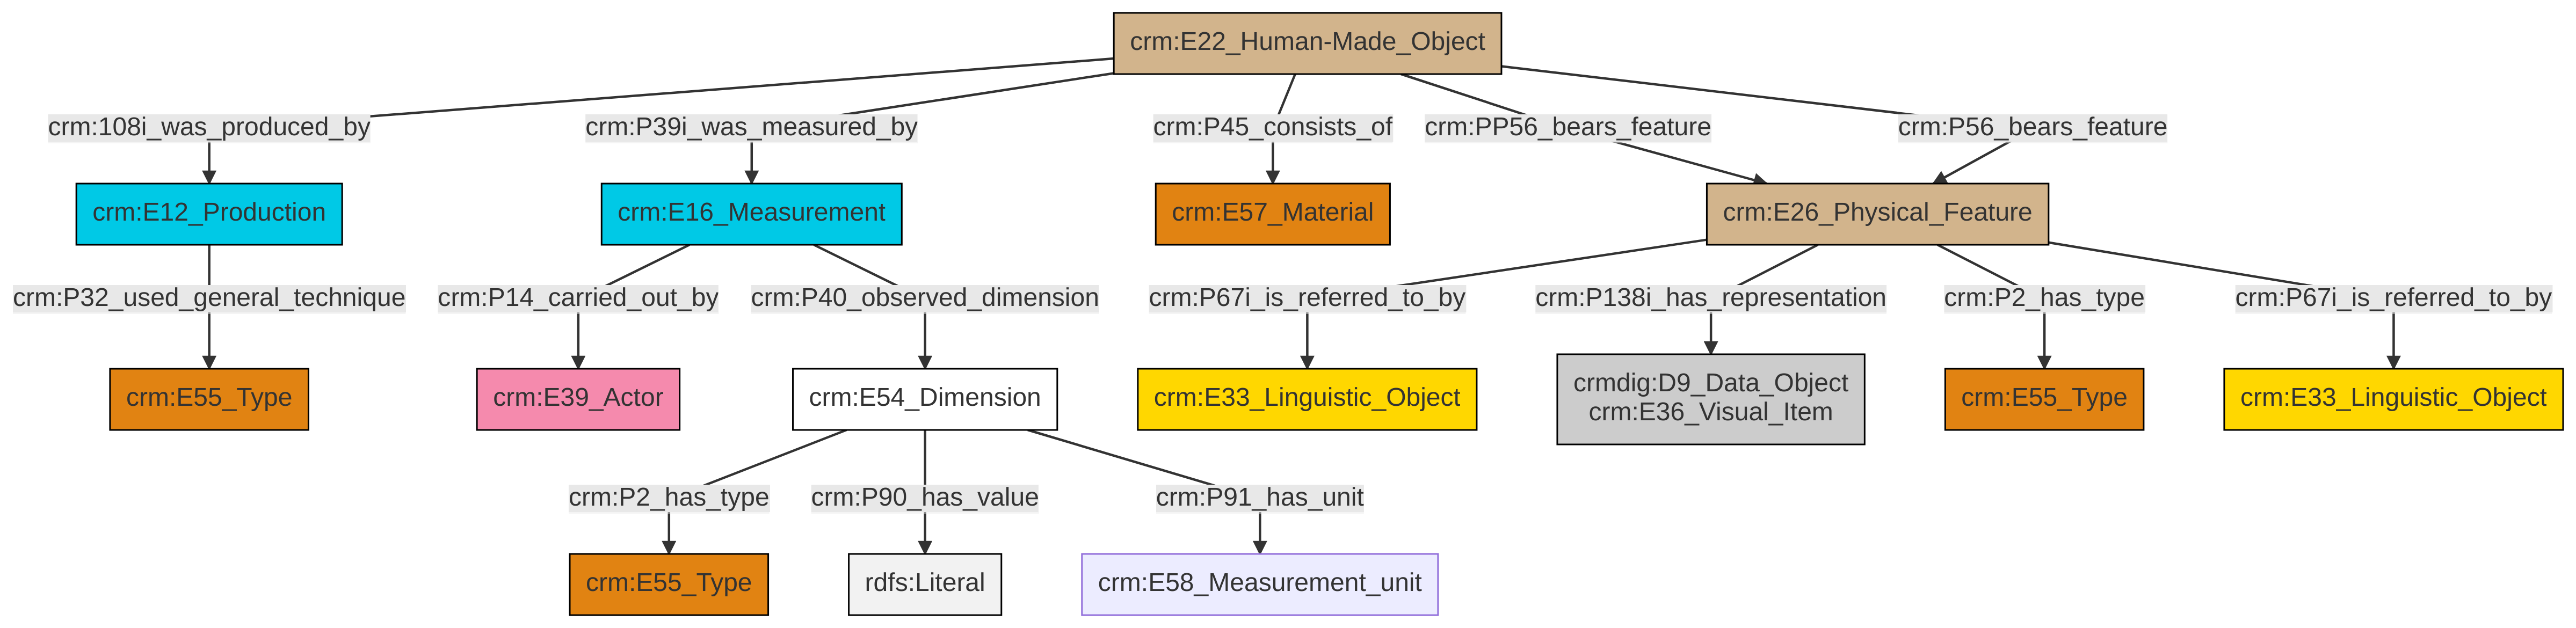 crm:E22_Human-Made_Object
crm:108i_was_produced_by
crm:P39i_was_measured_by
crm:P45_consists_of
crm:PP56_bears_feature
crm:P56_bears_feature
crm:E12_Production
crm:E16_Measurement
crm:E57_Material
crm:E26_Physical_Feature
crm:P32_used_general_technique
crm:P14_carried_out_by
crm:P40_observed_dimension
crm:P67i_is_referred_to_by
crm:P138i_has_representation
crm:P2_has_type
crm:P67i_is_referred_to_by
crm:E55_Type
crm:E39_Actor
crm:E54_Dimension
crm:E33_Linguistic_Object
crmdig:D9_Data_Object
crm:E36_Visual_Item
crm:E55_Type
crm:E33_Linguistic_Object
crm:P2_has_type
crm:P90_has_value
crm:P91_has_unit
crm:E55_Type
rdfs:Literal
crm:E58_Measurement_unit